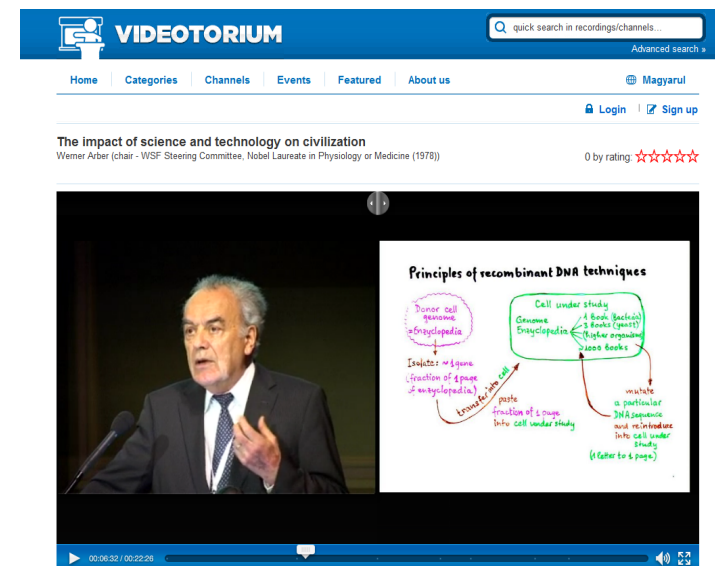 VIDEOTORIUM
quick search in recordings/channels...
Advanced search »
Home Categories Channels Events Featured About us
Magyarul
Login Sign up
The impact of science and technology on civilization
Werner Arber (chair - WSF Steering Committee, Nobel Laureate in Physiology or Medicine (1978))
0 by rating:
Principles of recombinant DNA techniques
Donor cell
genome
=Enzyclopedia
Isolate: ~1gene
(fraction of 1 page
of enzyclopedia)
transfer into cell
paste
fraction of 1 page
into cell under study
Cell under study
Genome
Enzyclopedia
1 Book (Bacteria)
3 Books (yeast)
(higher organisms
>1000 Books
mutate
a particular
DNA sequence
and reintroduce
into cell under
study
(1 letter to 1 page)
00:06:32 / 00:22:26